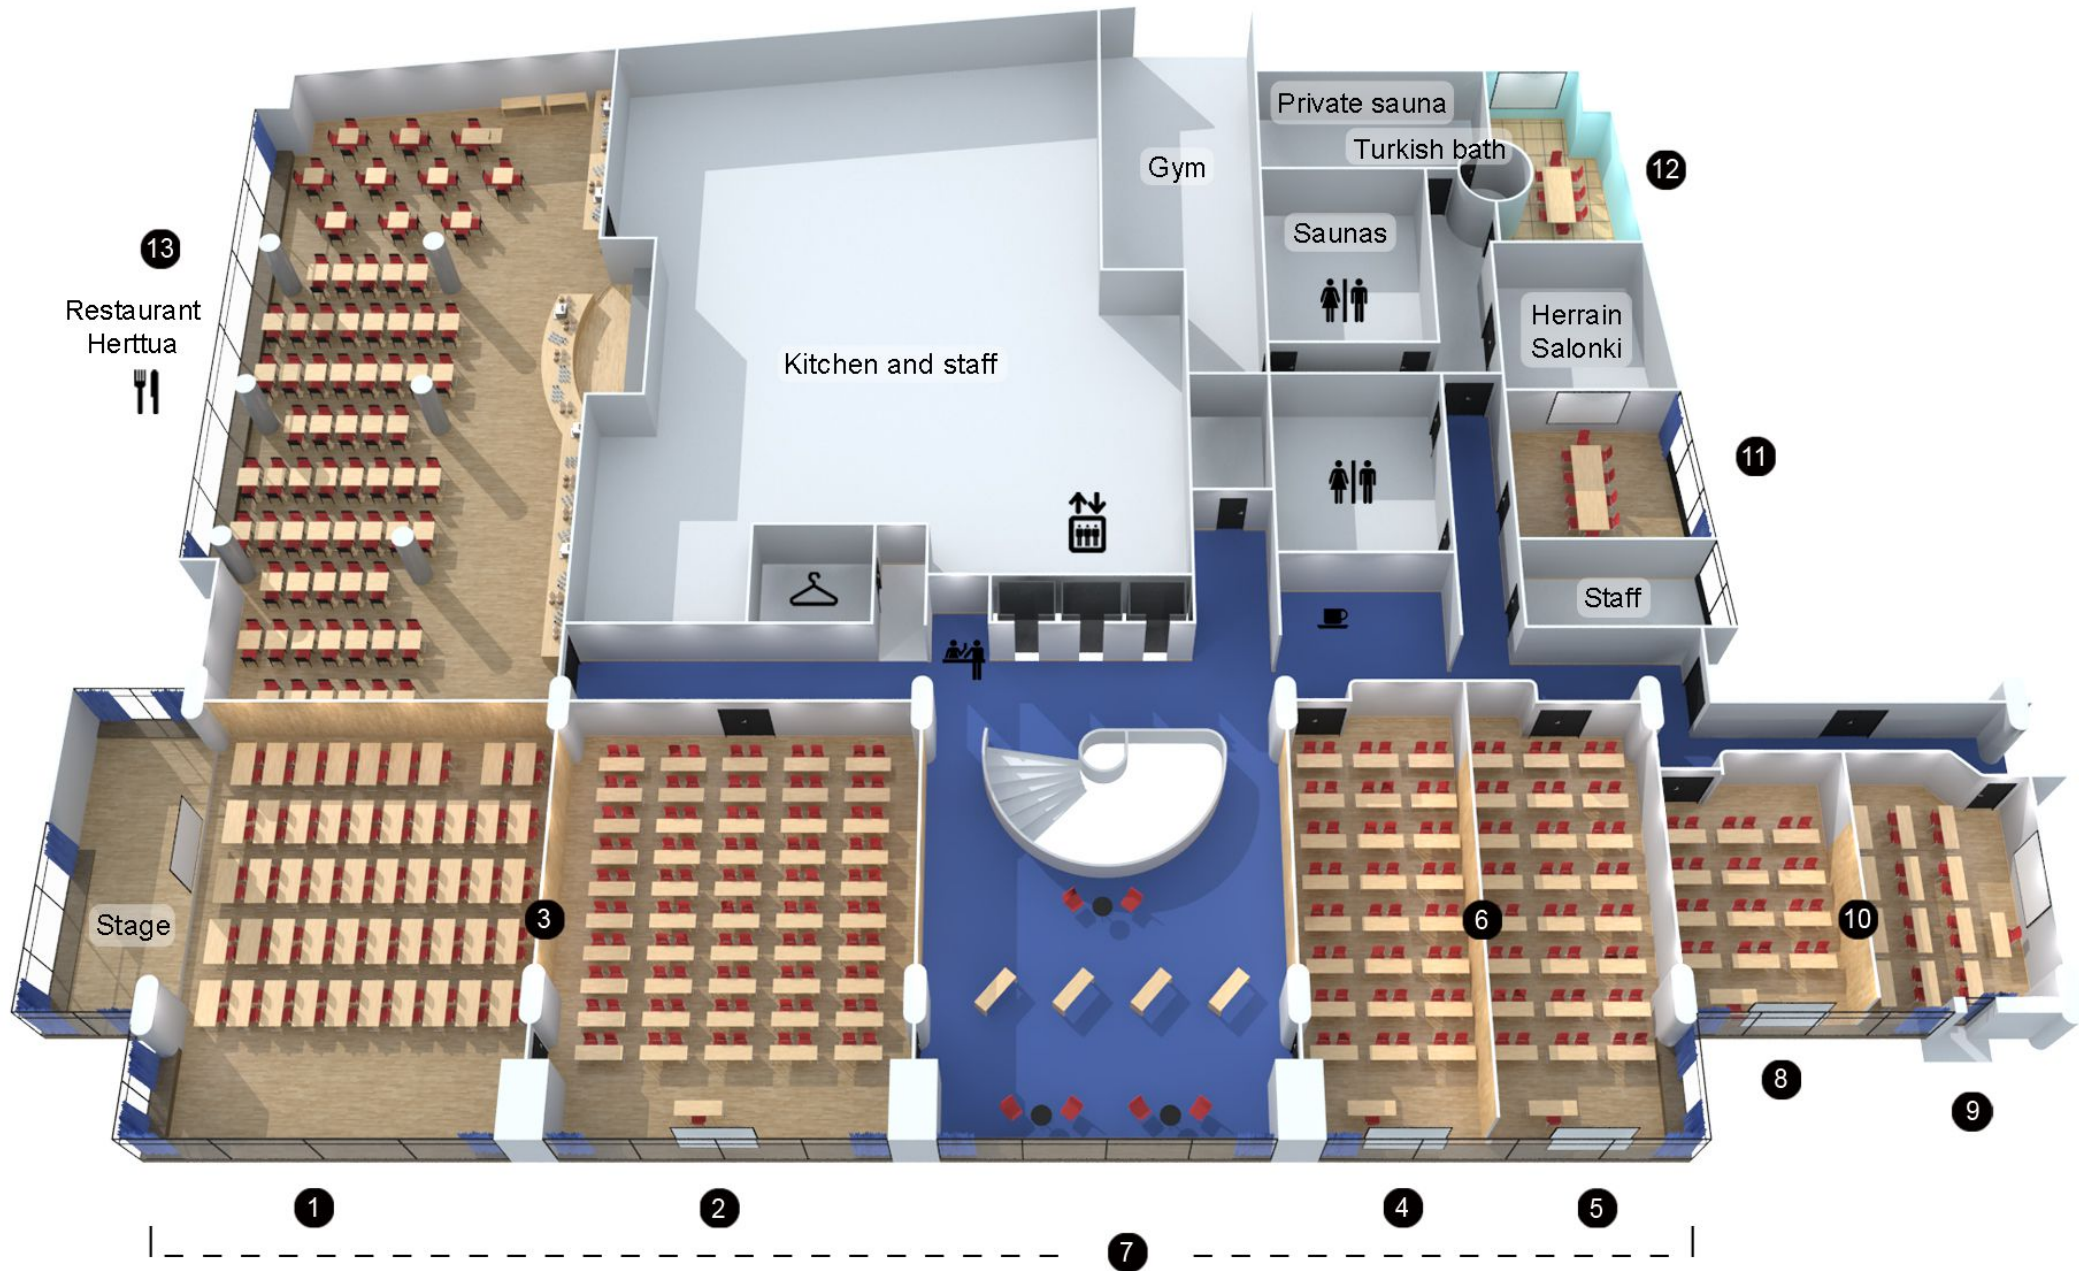 Private sauna
Turkish bath
Gym
12
Saunas
13
Restaurant
Herttua
Herrain
Salonki
Kitchen and staff
11
Staff
Stage
3
6
10
8
9
1
2
4
5
7